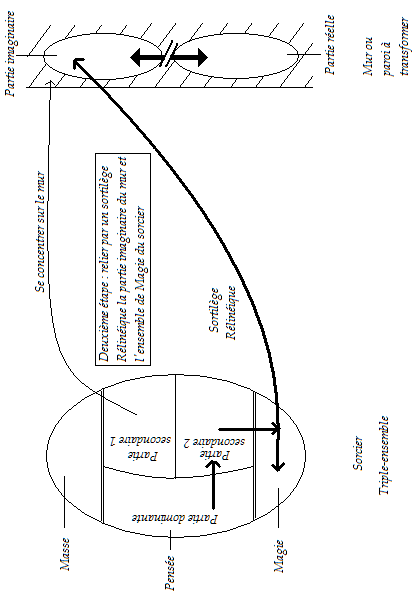 Partie imaginaire
Partie réelle
Mur ou
paroi à
transformer
Se concentrer sur le mur
Deuxième étape : relier par un sortilège
Rélinéique la partie imaginaire du mur et
l'ensemble de Magie du sorcier
Sortilège
Rélinéique
Partie
secondaire 1
Partie
secondaire 2
Partie dominante
Masse
Pensée
Magie
Sorcier
Triple-ensemble